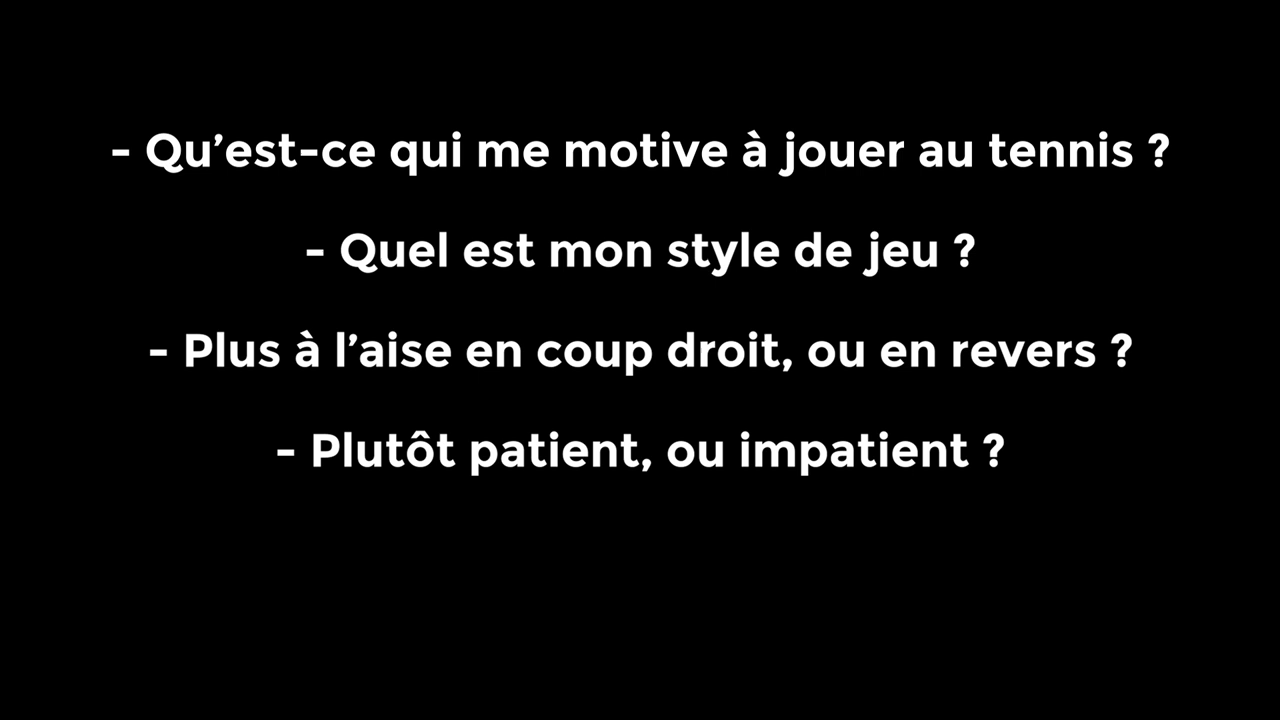 - Qu’est-ce qui me motive à jouer au tennis ?
- Quel est mon style de jeu ?
- Plus à l’aise en coup droit, ou en revers ?
- Plutôt patient, ou impatient ?